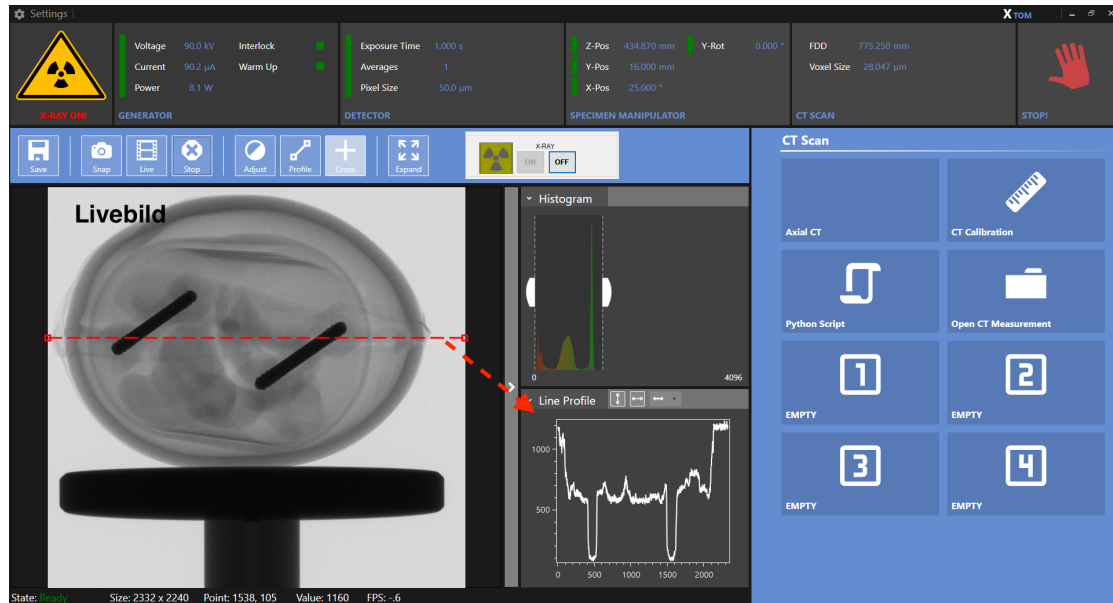 Settings
XTOM
Voltage 90.0 kV Interlock
Current 90.2 µA Warm Up
Power 8.1 W
X-RAY ON!
GENERATOR
Exposure Time 1.000 s
Averages 1
Pixel Size 50.0 µm
DETECTOR
Z-Pos 434.870 mm Y-Rot 0.000 °
Y-Pos 16.000 mm
X-Pos 25.000 °
SPECIMEN MANIPULATOR
FDD 775.250 mm
Voxel Size 28.047 µm
CT SCAN
STOP!
Save
Snap
Live
Stop
Adjust
Profile
Cross
Expand
X-RAY
ON OFF
Livebild
Histogram
0 4096
Line Profile
1000
500
0 500 1000 1500 2000
CT Scan
Axial CT
CT Calibration
Python Script
Open CT Measurement
1
EMPTY
2
EMPTY
3
EMPTY
4
EMPTY
State: Ready Size: 2332 x 2240 Point: 1538, 105 Value: 1160 FPS: -.6